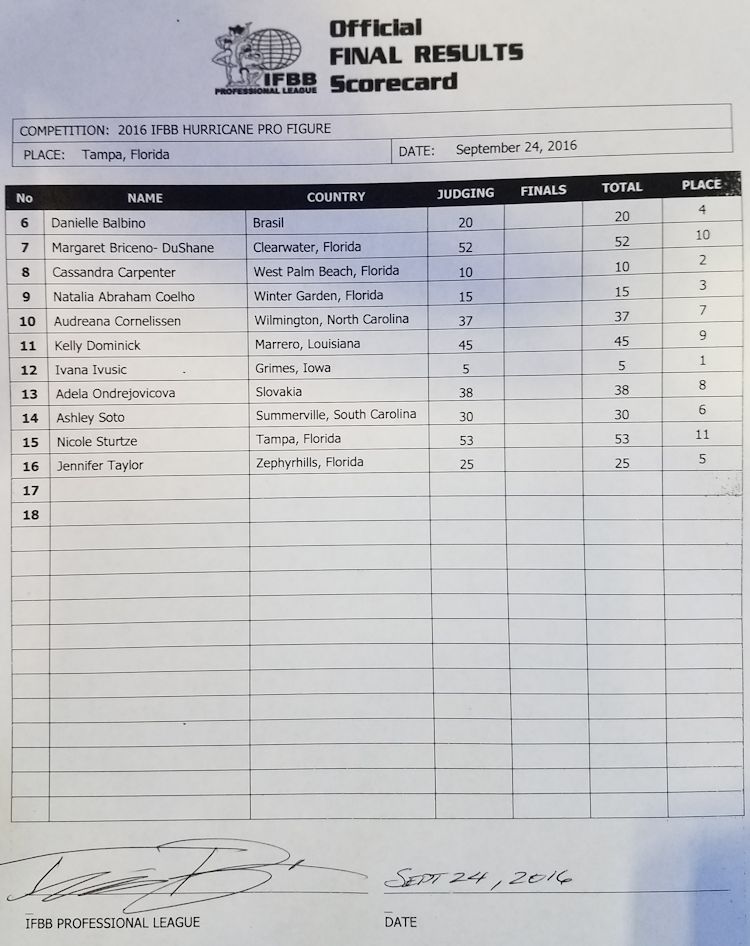 Official
FINAL RESULTS
Scorecard
IFBB
PROFESSIONAL LEAGUE
COMPETITION: 2016 IFBB HURRICANE PRO FIGURE
PLACE: Tampa, Florida DATE: September 24, 2016
No NAME COUNTRY JUDGING FINALS TOTAL PLACE
6 Danielle Balbino Brasil 20 20 4
7 Margaret Briceno- DuShane Clearwater, Florida 52 52 10
8 Cassandra Carpenter West Palm Beach, Florida 10 10 2
9 Natalia Abraham Coelho Winter Garden, Florida 15 15 3
10 Audreana Cornelissen Wilmington, North Carolina 37 37 7
11 Kelly Dominick Marrero, Louisiana 45 45 9
12 Ivana Ivusic Grimes, Iowa 5 5 1
13 Adela Ondrejovicova Slovakia 38 38 8
14 Ashley Soto Summerville, South Carolina 30 30 6
15 Nicole Sturtze Tampa, Florida 53 53 11
16 Jennifer Taylor Zephyrhills, Florida 25 25 5
17
18
SEPT 24, 2016
IFBB PROFESSIONAL LEAGUE DATE